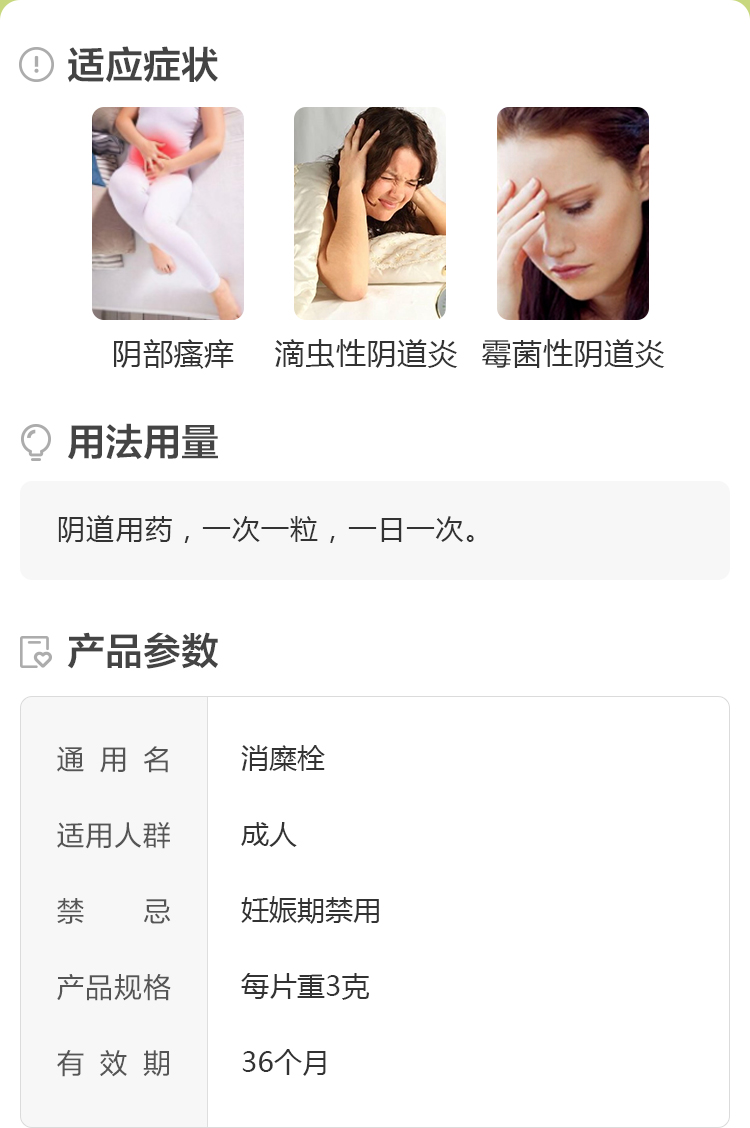 适应症状
阴部瘙痒 滴虫性阴道炎 霉菌性阴道炎
用法用量
阴道用药，一次一粒，一日一次。
产品参数
通用名 消糜栓
适用人群 成人
禁忌 妊娠期禁用
产品规格 每片重3克
有效期 36个月